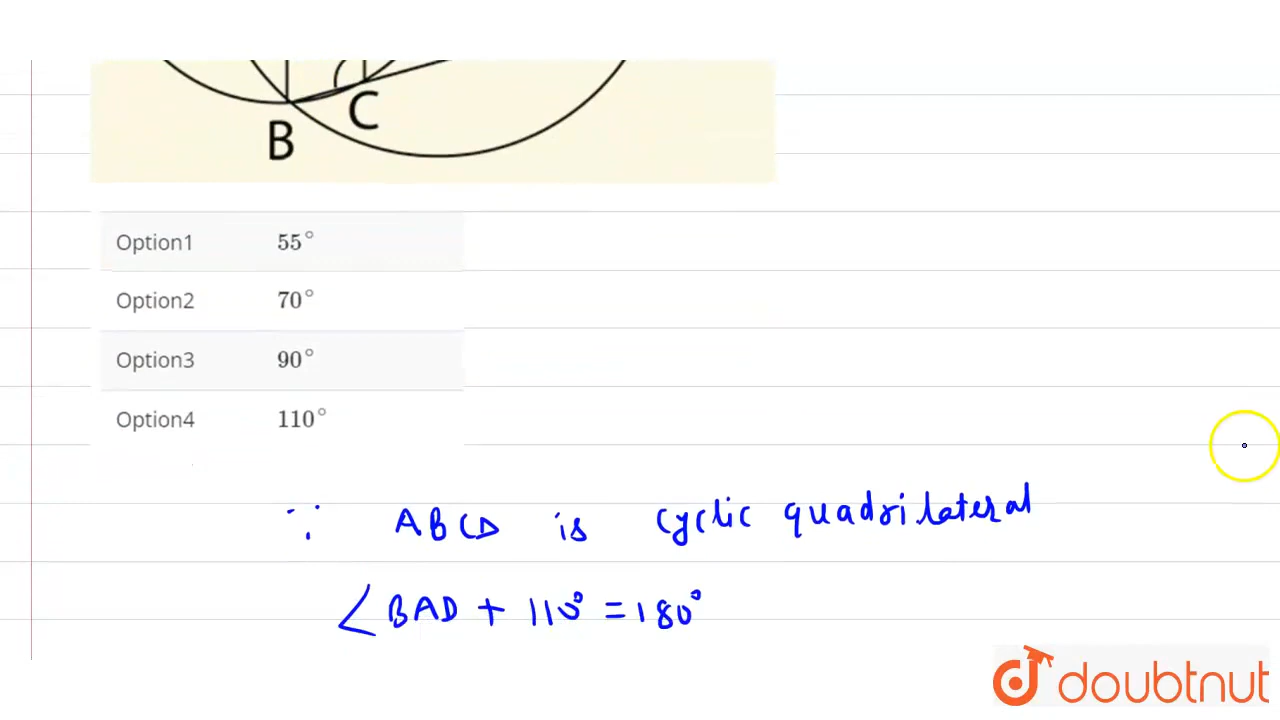 C
B
Option1 55°
Option2 70°
Option3 90°
Option4 110°
∵ ABCD is cyclic quadrilateral
∠BAD + 110° = 180°
doubtnut